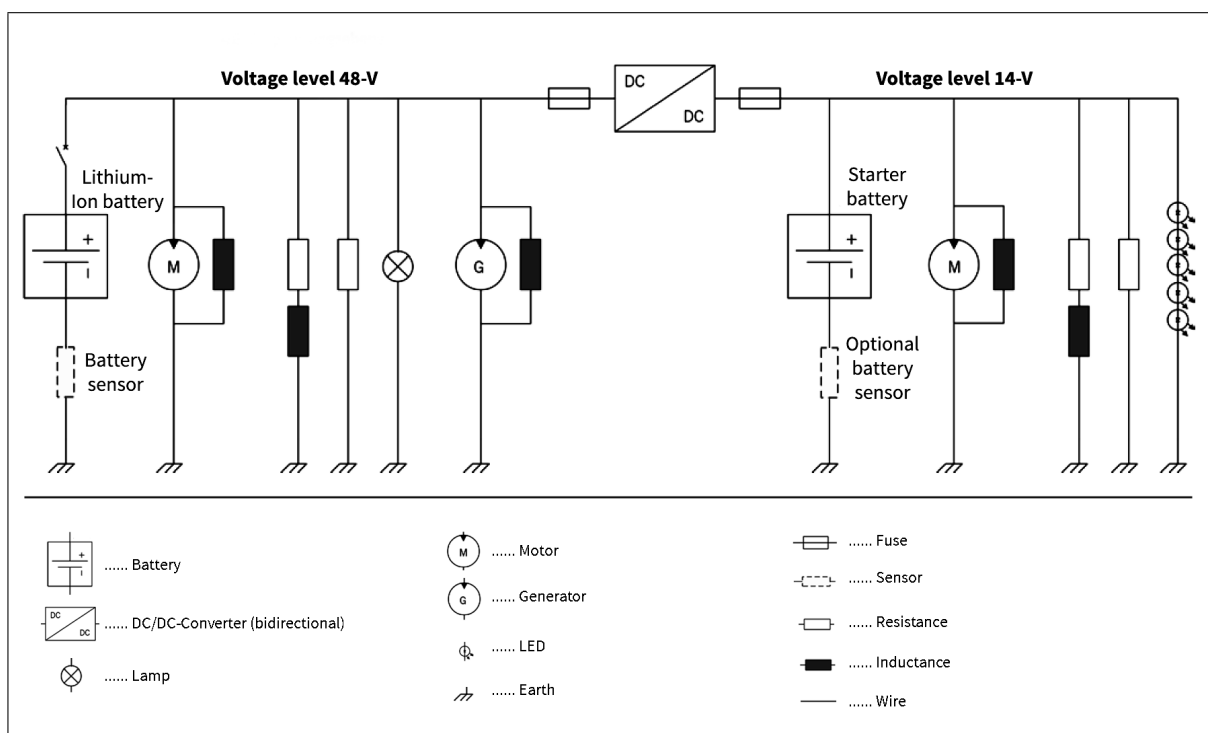 Voltage level 48-V
DC
DC
Voltage level 14-V
Lithium-
Ion battery
+
M
G
Battery
sensor
Starter
battery
+
M
Optional
battery
sensor
+
...... Battery
DC
DC
...... DC/DC-Converter (bidirectional)
...... Lamp
M
...... Motor
G
...... Generator
...... LED
...... Earth
...... Fuse
...... Sensor
...... Resistance
...... Inductance
...... Wire